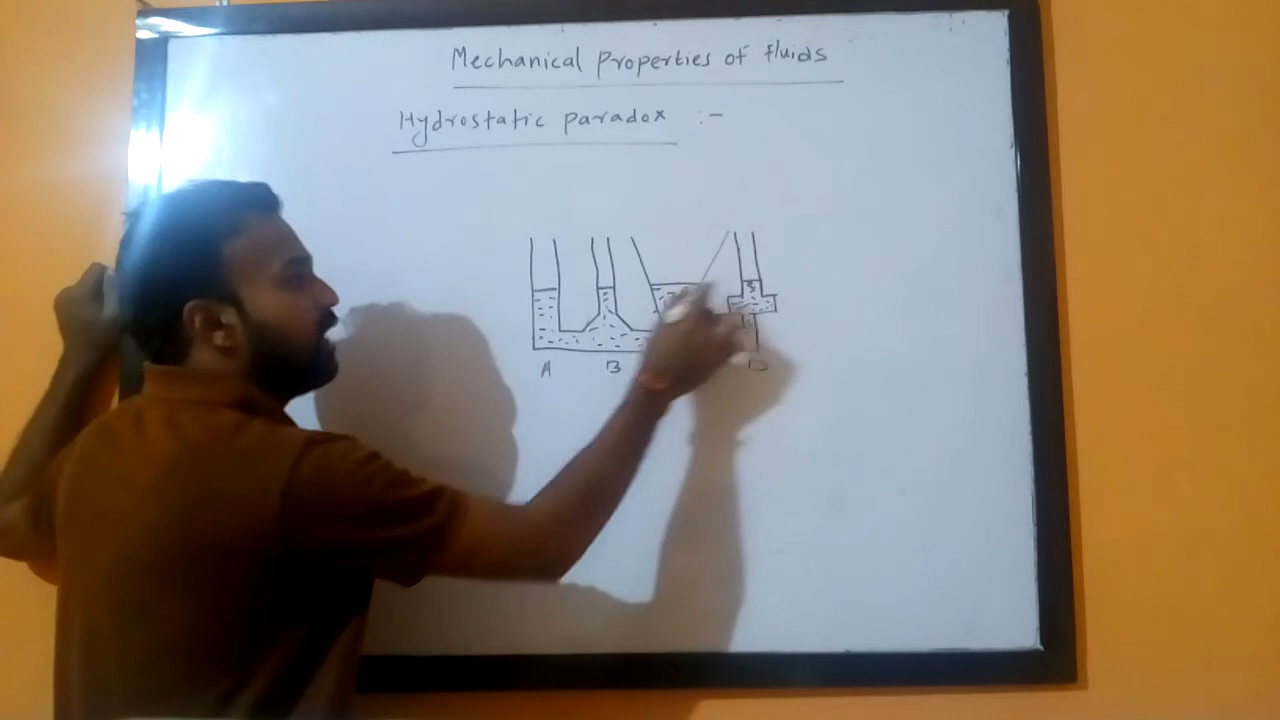 Mechanical Properties of fluids
Hydrostatic paradox :-
A B D